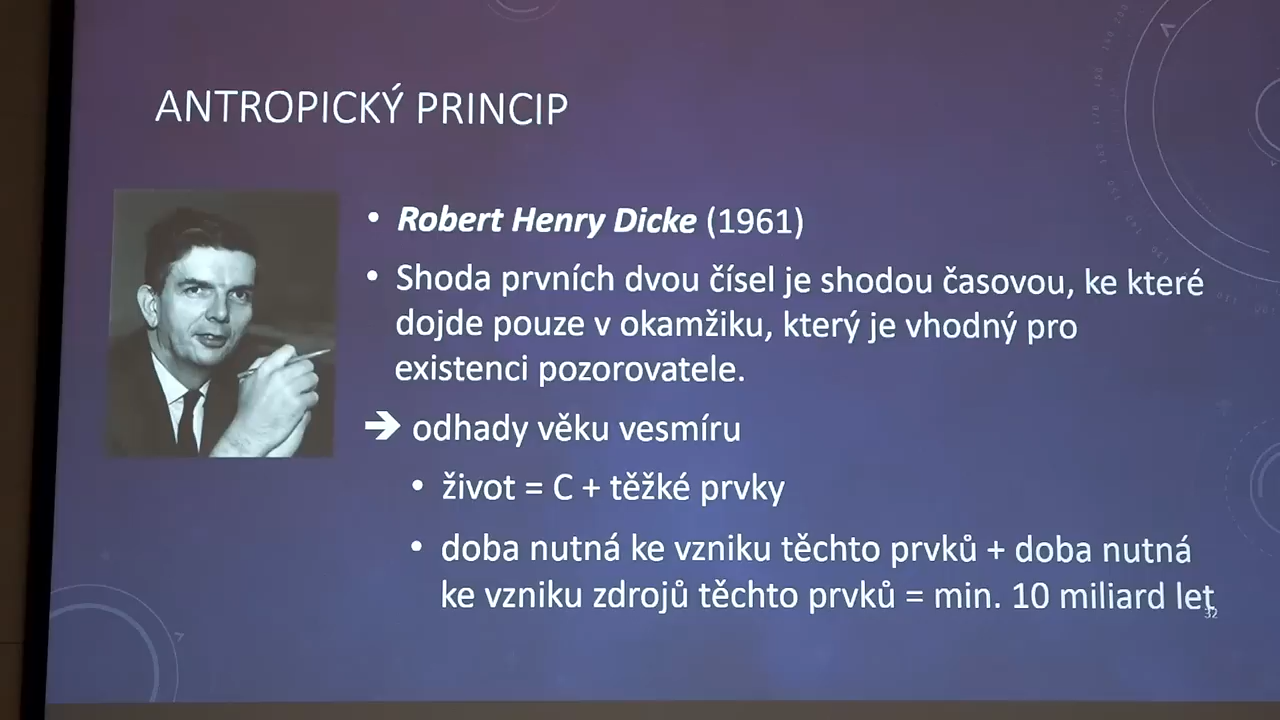 ANTROPICKÝ PRINCIP
• Robert Henry Dicke (1961)
• Shoda prvních dvou čísel je shodou časovou, ke které
dojde pouze v okamžiku, který je vhodný pro
existenci pozorovatele.
➔ odhady věku vesmíru
• život = C + těžké prvky
• doba nutná ke vzniku těchto prvků + doba nutná
ke vzniku zdrojů těchto prvků = min. 10 miliard let
32